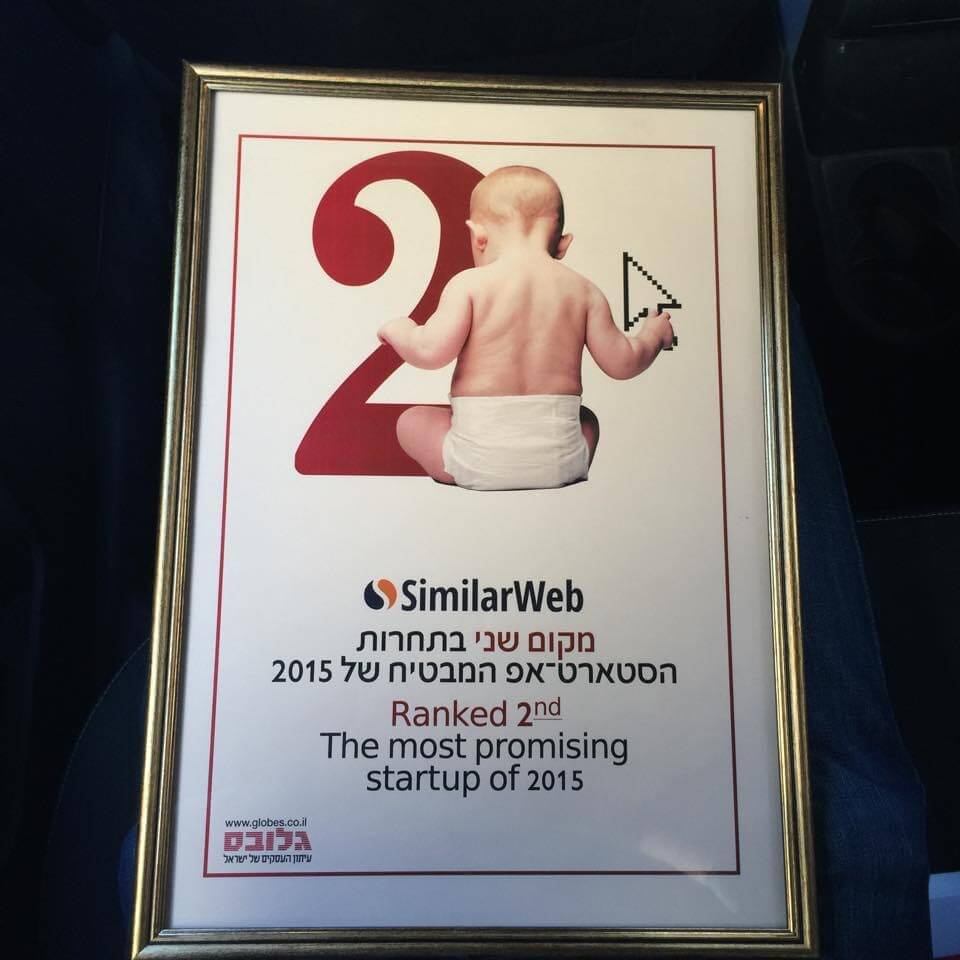 2
SimilarWeb
מקום שני בתחרות
הסטארט־אפ המבטיח של 2015
Ranked 2nd
The most promising
startup of 2015
www.globes.co.il
גלובס
עיתון העסקים של ישראל